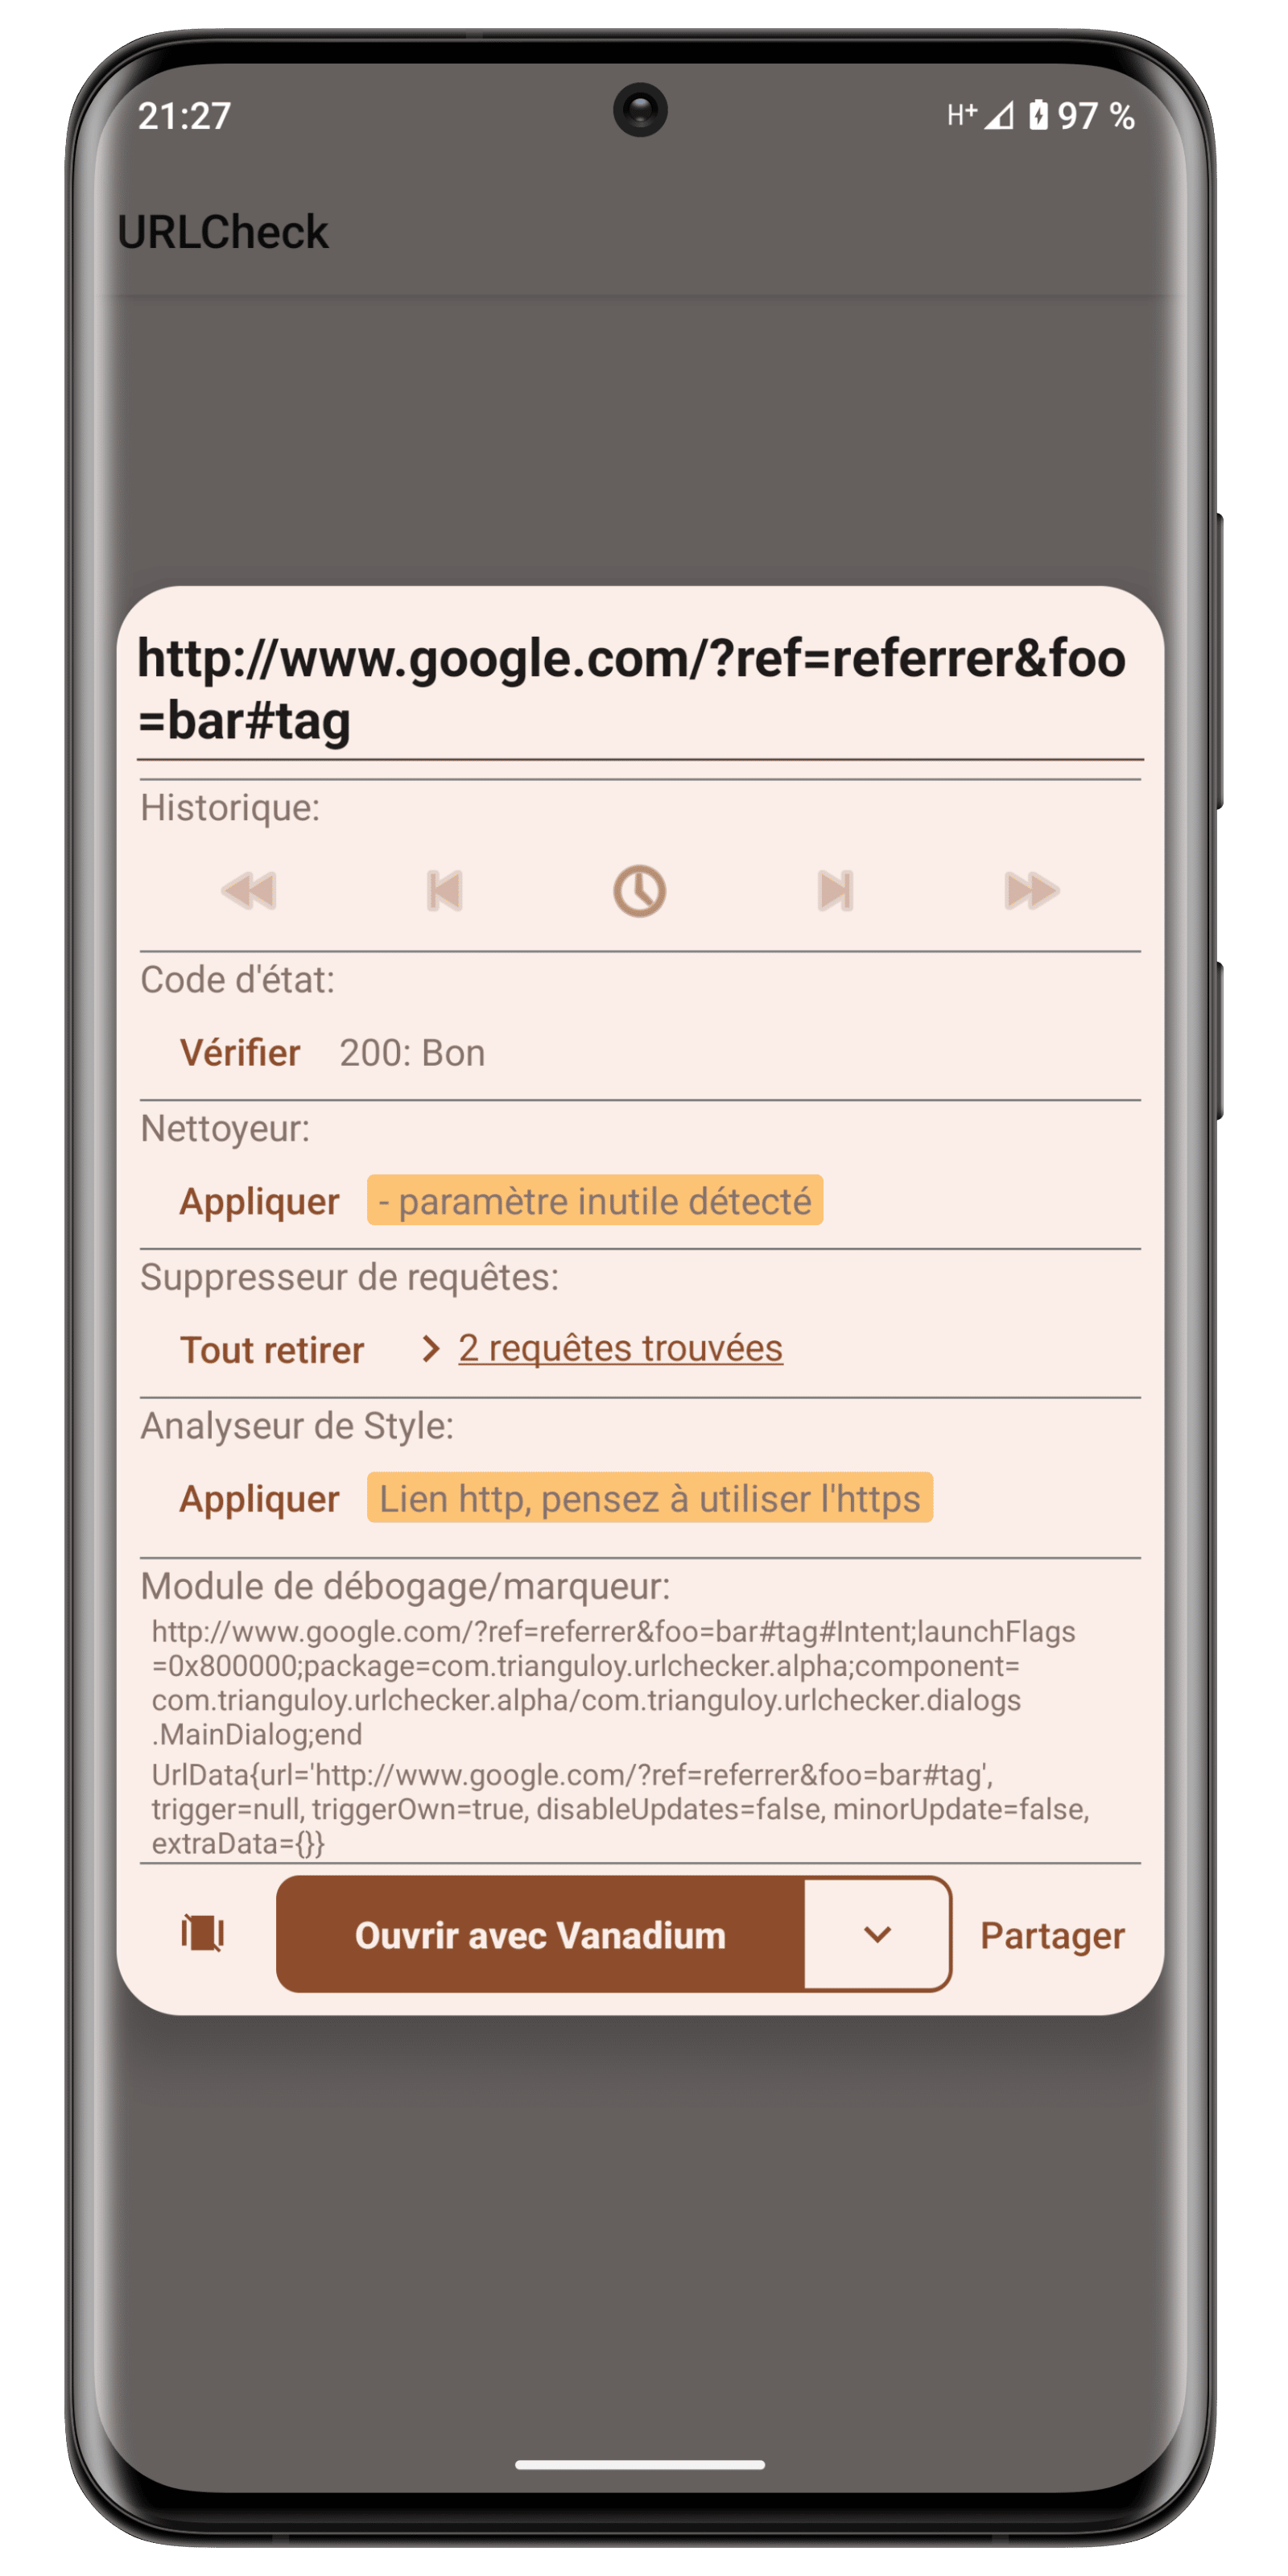 21:27
H+ 97 %
URLCheck
http://www.google.com/?ref=referrer&foo
=bar#tag
Historique:
Code d'état:
Vérifier 200: Bon
Nettoyeur:
Appliquer - paramètre inutile détecté
Suppresseur de requêtes:
Tout retirer 2 requêtes trouvées
Analyseur de Style:
Appliquer Lien http, pensez à utiliser l'https
Module de débogage/marqueur:
http://www.google.com/?ref=referrer&foo=bar#tag#Intent;launchFlags
=0x800000;package=com.trianguloy.urlchecker.alpha;component=
com.trianguloy.urlchecker.alpha/com.trianguloy.urlchecker.dialogs
.MainDialog;end
UrlData{url='http://www.google.com/?ref=referrer&foo=bar#tag',
trigger=null, triggerOwn=true, disableUpdates=false, minorUpdate=false,
extraData={}}
Ouvrir avec Vanadium Partager